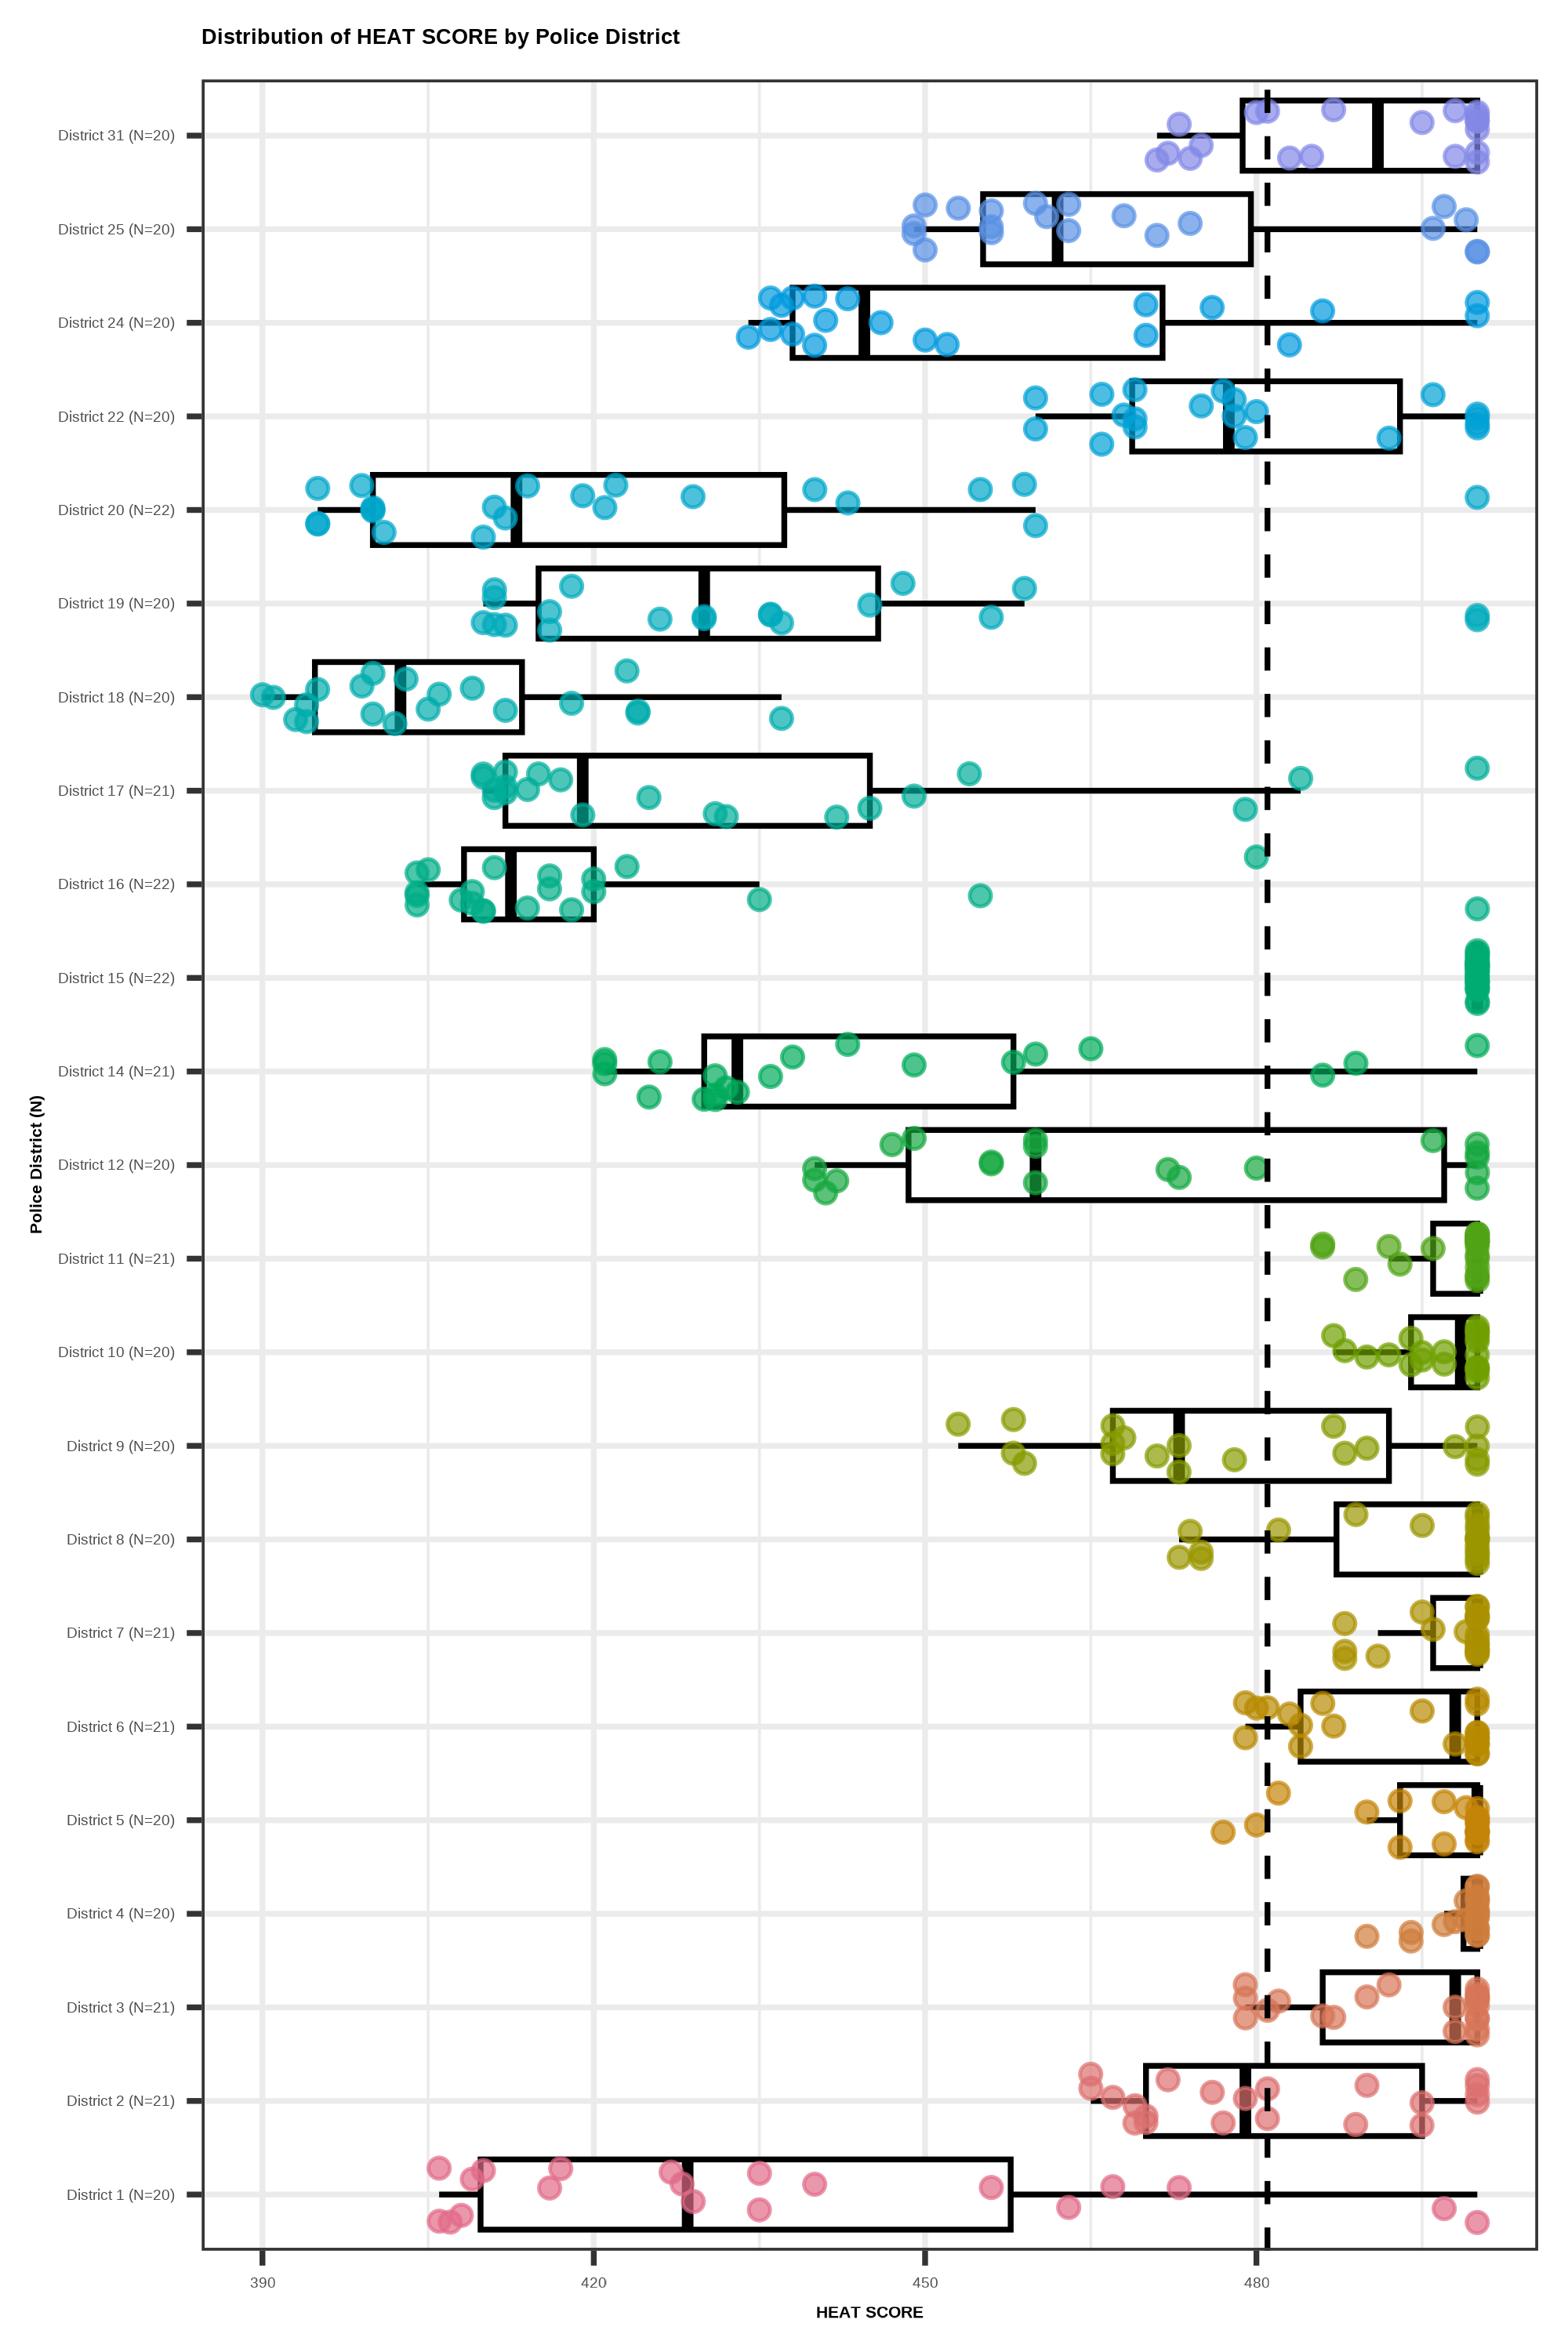 Distribution of HEAT SCORE by Police District
District 31 (N=20)
District 25 (N=20)
District 24 (N=20)
District 22 (N=20)
District 20 (N=22)
District 19 (N=20)
District 18 (N=20)
District 17 (N=21)
District 16 (N=22)
District 15 (N=22)
District 14 (N=21)
District 12 (N=20)
District 11 (N=21)
District 10 (N=20)
District 9 (N=20)
District 8 (N=20)
District 7 (N=21)
District 6 (N=21)
District 5 (N=20)
District 4 (N=20)
District 3 (N=21)
District 2 (N=21)
District 1 (N=20)
Police District (N)
390 420 450 480
HEAT SCORE